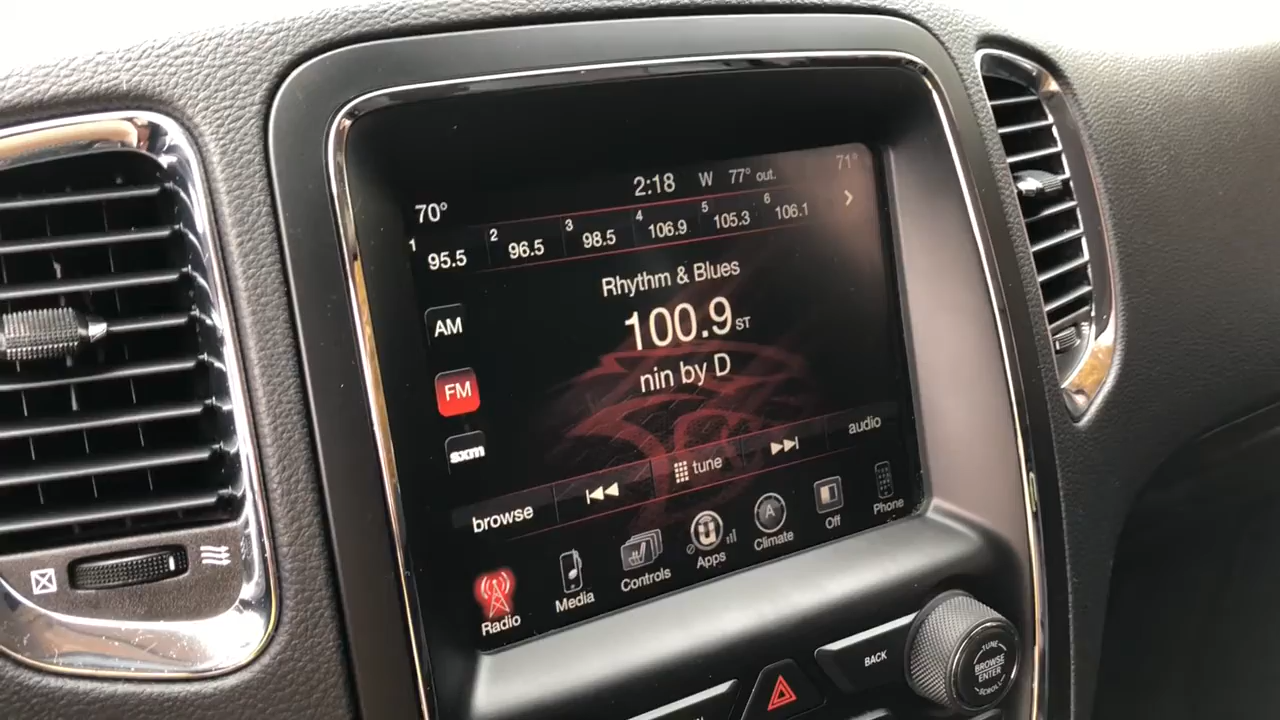 70°
2:18 W 77° out.
71°
1 95.5
2 96.5
3 98.5
4 106.9
5 105.3
6 106.1
Rhythm & Blues
100.9 ST
nin by D
AM
FM
sxm
browse
tune
audio
Radio
Media
Controls
Apps
A
Climate
Off
Phone
BACK
TUNE
BROWSE
ENTER
SCROLL